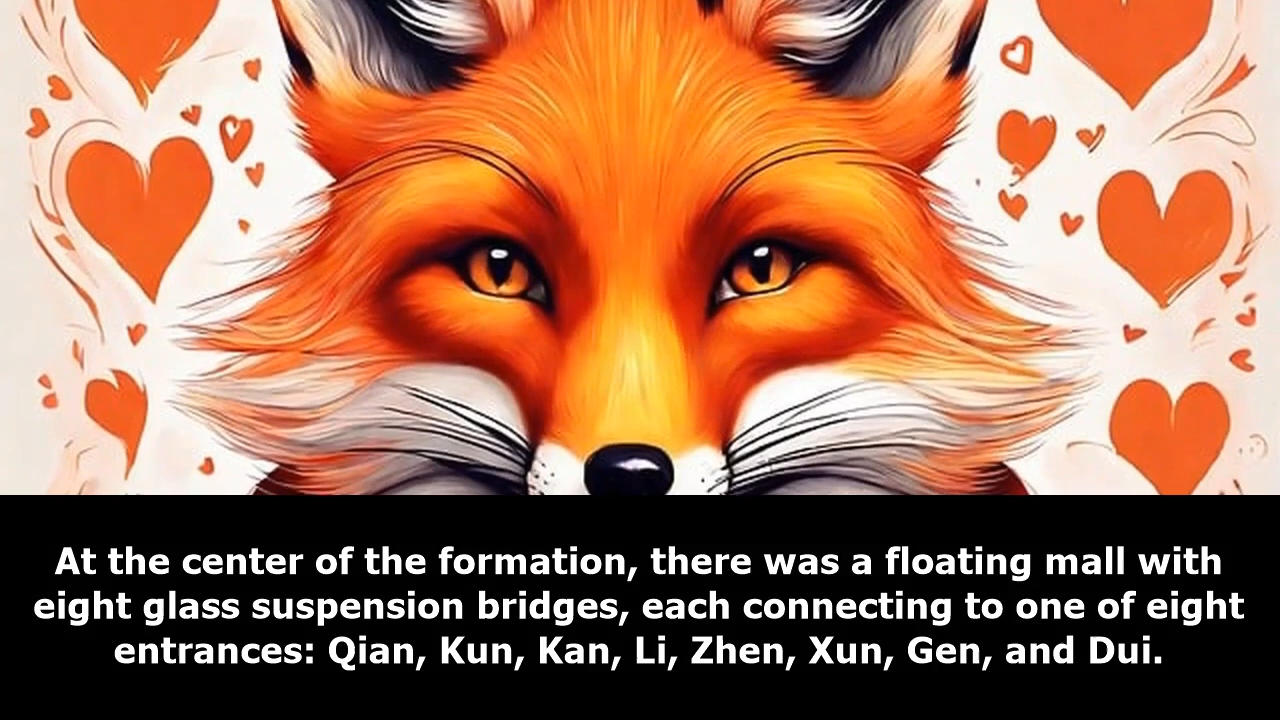 At the center of the formation, there was a floating mall with
eight glass suspension bridges, each connecting to one of eight
entrances: Qian, Kun, Kan, Li, Zhen, Xun, Gen, and Dui.